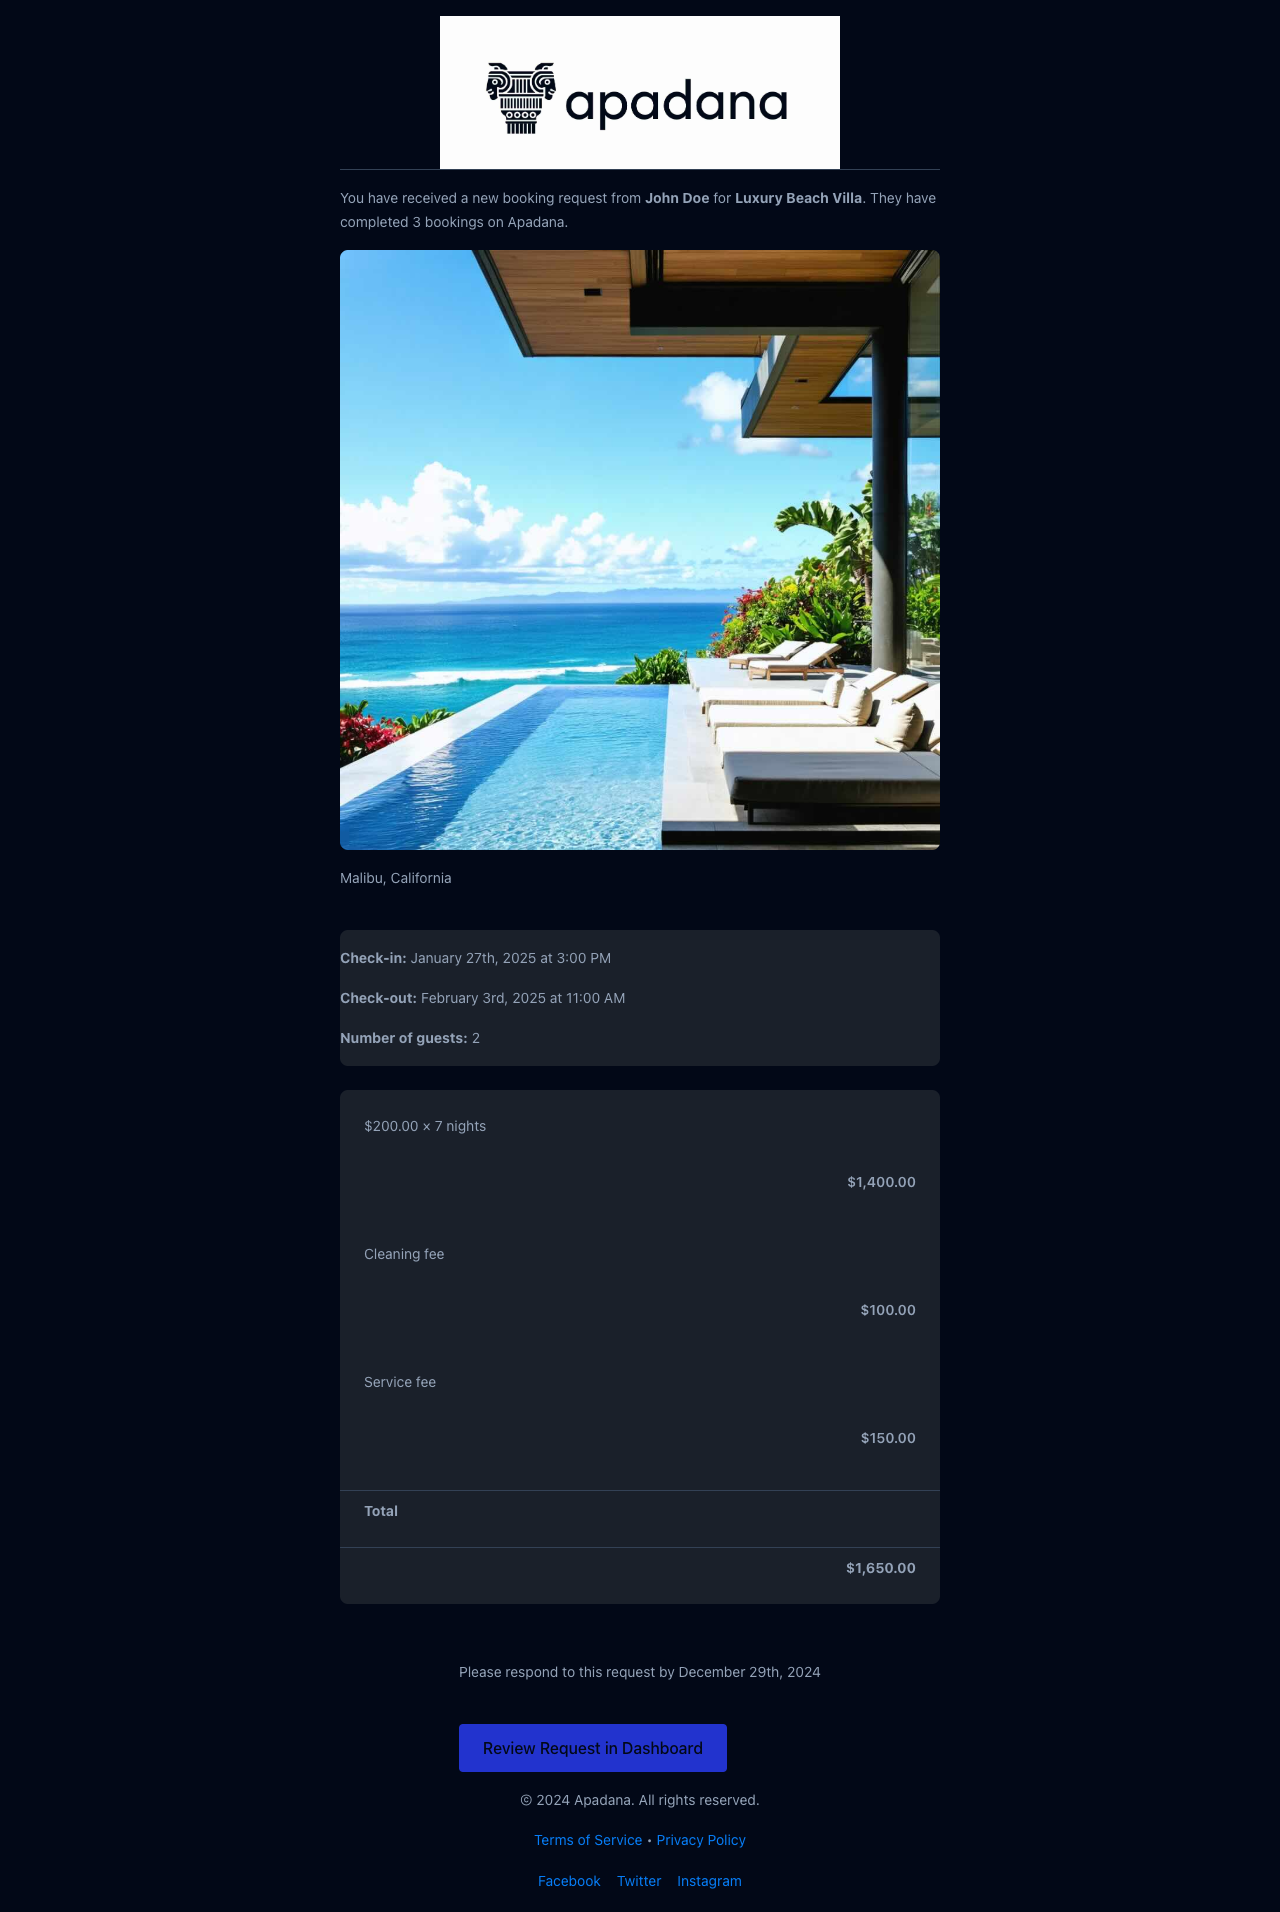 apadana
You have received a new booking request from John Doe for Luxury Beach Villa. They have
completed 3 bookings on Apadana.
Malibu, California
Check-in: January 27th, 2025 at 3:00 PM
Check-out: February 3rd, 2025 at 11:00 AM
Number of guests: 2
$200.00 × 7 nights
$1,400.00
Cleaning fee
$100.00
Service fee
$150.00
Total
$1,650.00
Please respond to this request by December 29th, 2024
Review Request in Dashboard
© 2024 Apadana. All rights reserved.
Terms of Service • Privacy Policy
Facebook Twitter Instagram